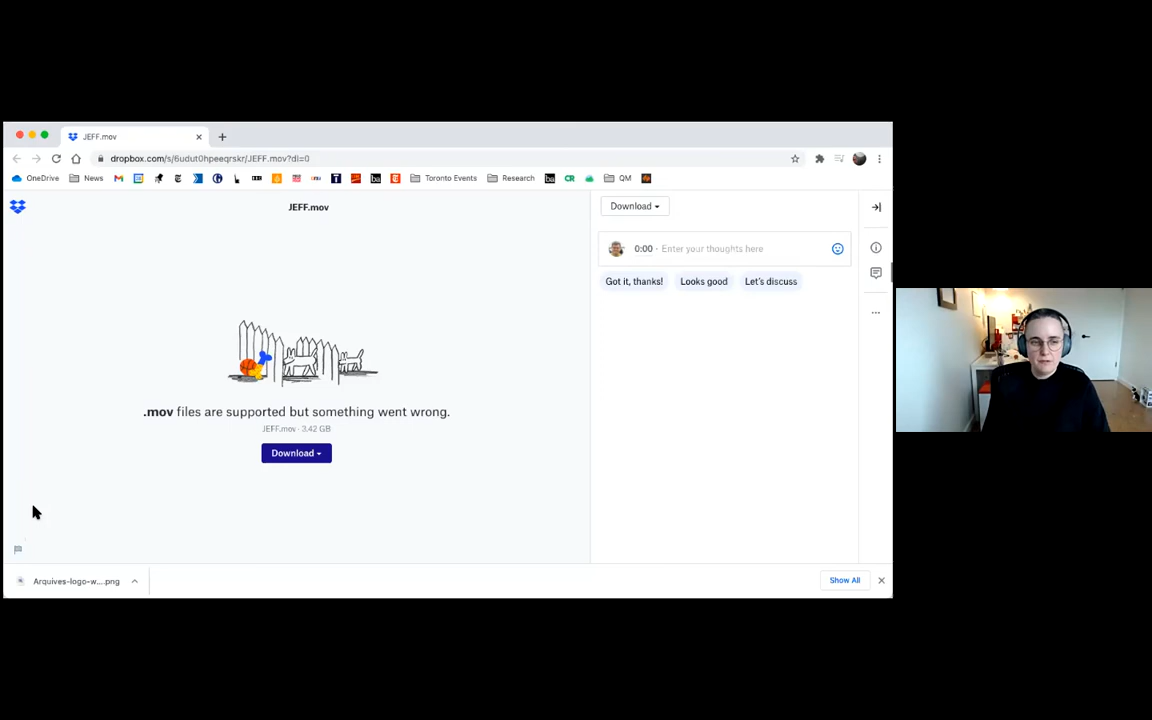 JEFF.mov
dropbox.com/s/6udut0hpeeqrskr/JEFF.mov?dl=0
OneDrive News Toronto Events Research QM
JEFF.mov
Download
0:00 Enter your thoughts here
Got it, thanks! Looks good Let's discuss
.mov files are supported but something went wrong.
JEFF.mov · 3.42 GB
Download
Arquives-logo-w....png
Show All